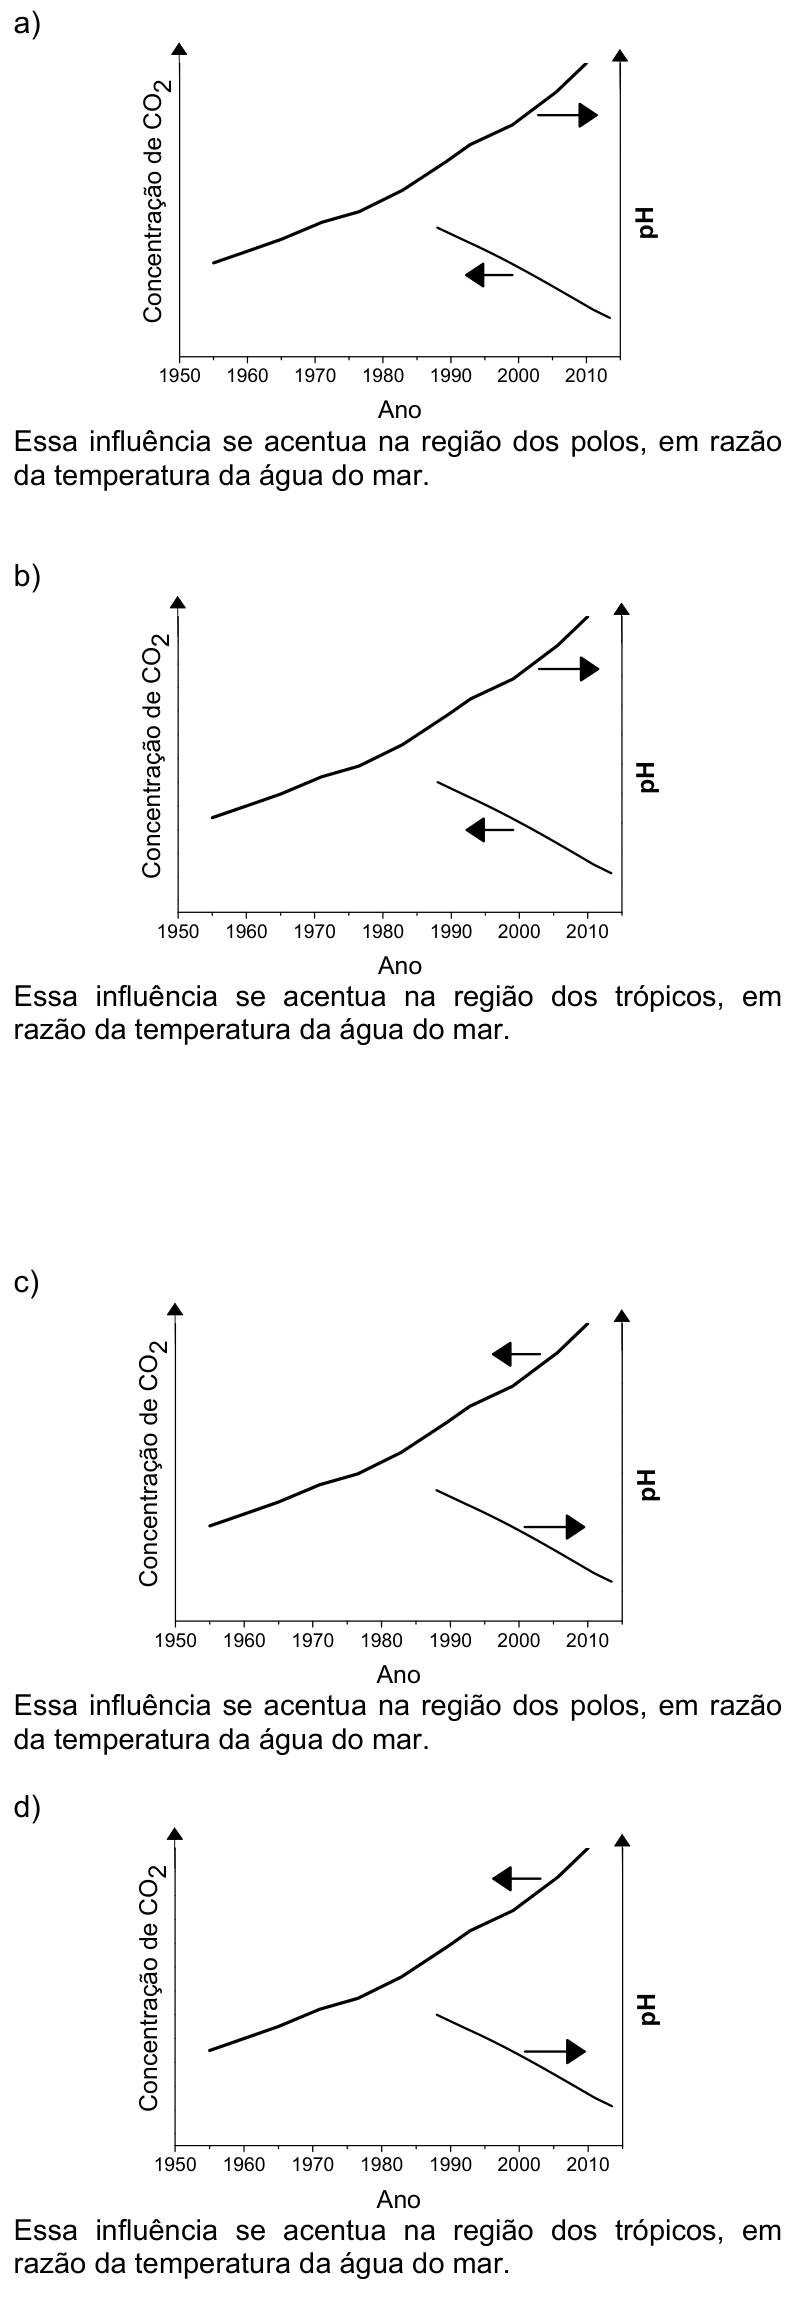 a)
Concentração de CO2
pH
1950 1960 1970 1980 1990 2000 2010
Ano
Essa influência se acentua na região dos polos, em razão
da temperatura da água do mar.
b)
Concentração de CO2
pH
1950 1960 1970 1980 1990 2000 2010
Ano
Essa influência se acentua na região dos trópicos, em
razão da temperatura da água do mar.
c)
Concentração de CO2
pH
1950 1960 1970 1980 1990 2000 2010
Ano
Essa influência se acentua na região dos polos, em razão
da temperatura da água do mar.
d)
Concentração de CO2
pH
1950 1960 1970 1980 1990 2000 2010
Ano
Essa influência se acentua na região dos trópicos, em
razão da temperatura da água do mar.